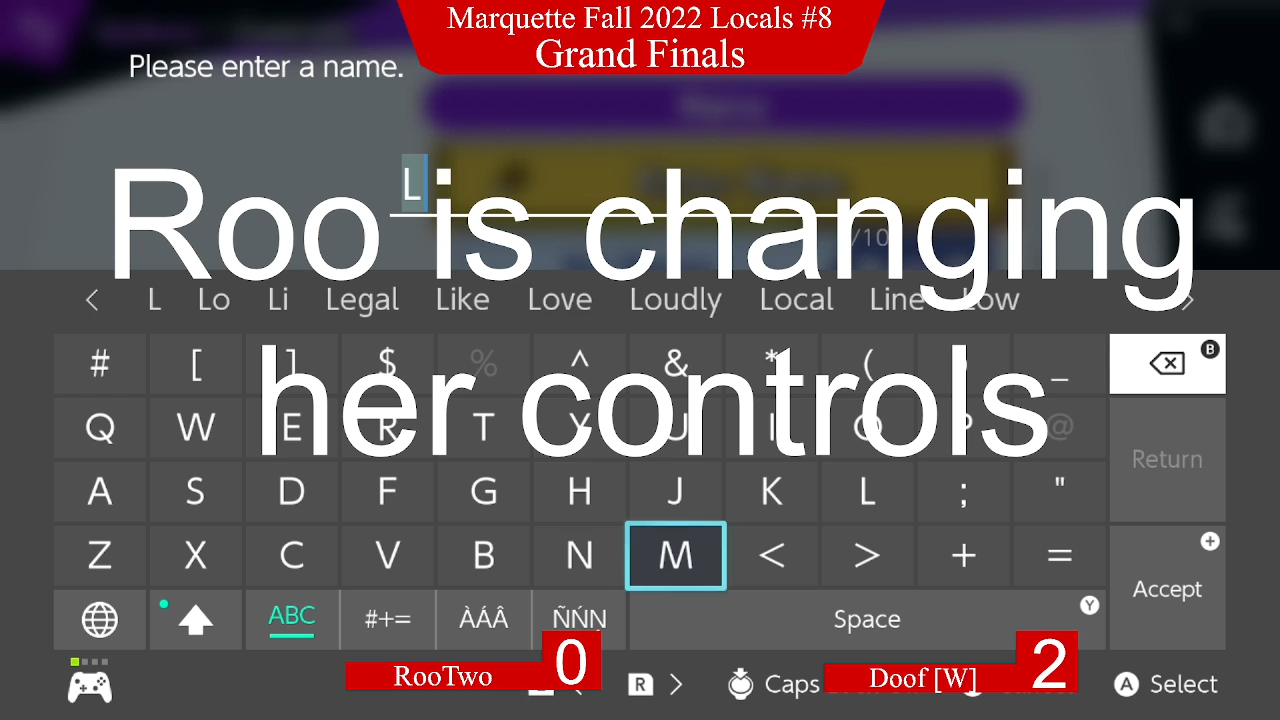 Marquette Fall 2022 Locals #8
Grand Finals
Please enter a name.
L
Roo is changing
/10
L Lo Li Legal Like Love Loudly Local Line Low
her controls
# [ ] $ % ^ & * ( ) _
Q W E R T Y U I O P @
Return
A S D F G H J K L ; "
Z X C V B N M < > + =
Accept
ABC #+= ÀÁÂ Space Y
RooTwo 0
R Caps
Doof [W] 2
A Select
B
+